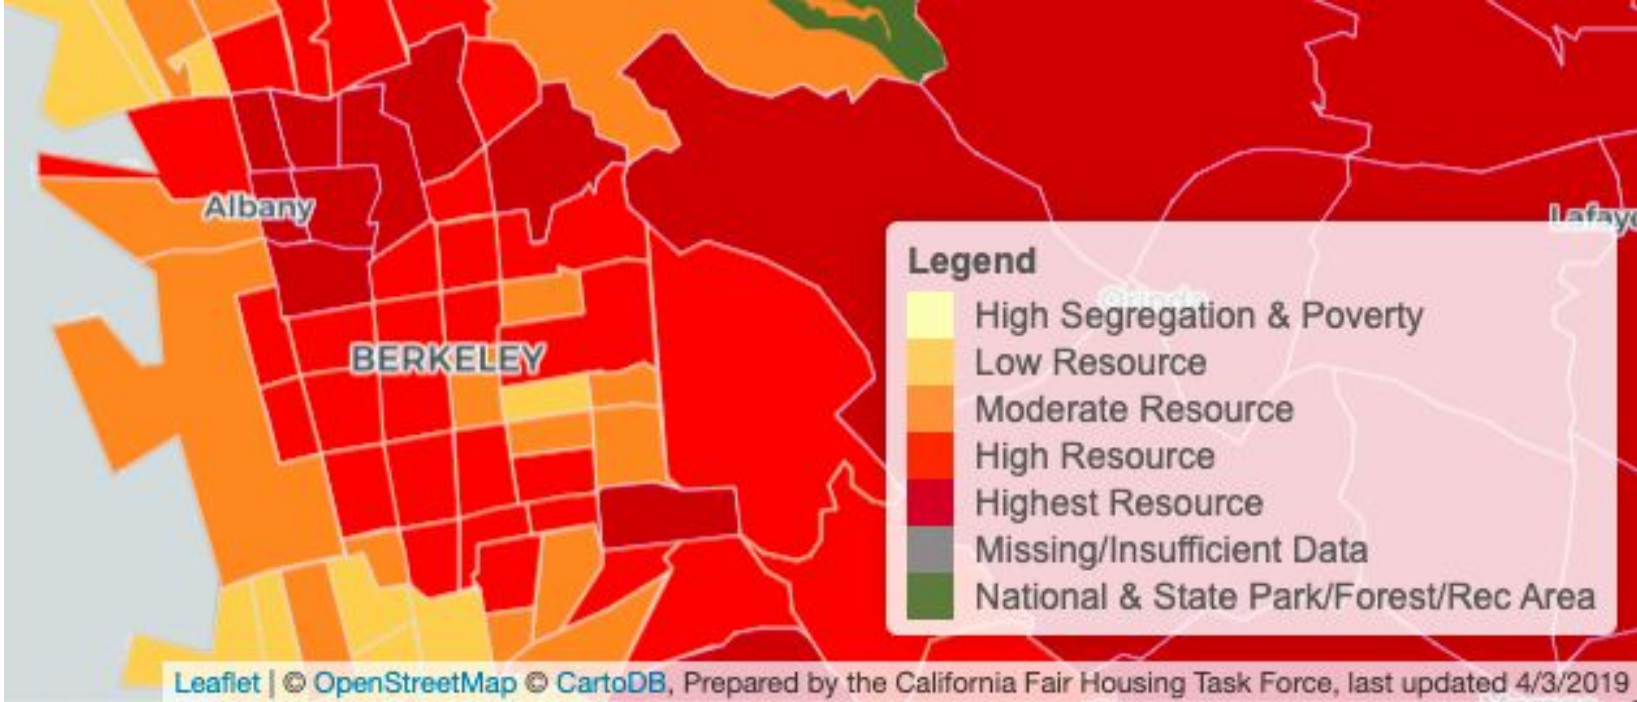 Albany
Lafay
Legend
Orinda
High Segregation & Poverty
BERKELEY
Low Resource
Moderate Resource
High Resource
Highest Resource
Missing/Insufficient Data
National & State Park/Forest/Rec Area
Leaflet | © OpenStreetMap © CartoDB, Prepared by the California Fair Housing Task Force, last updated 4/3/2019